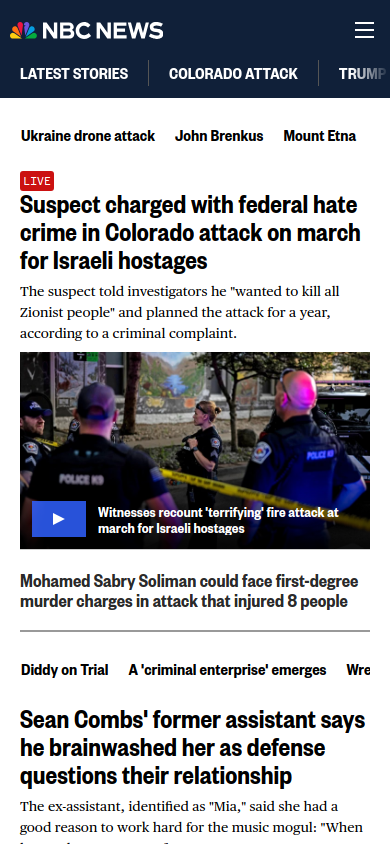 NBC NEWS
LATEST STORIES COLORADO ATTACK TRUMP
Ukraine drone attack John Brenkus Mount Etna
LIVE
Suspect charged with federal hate
crime in Colorado attack on march
for Israeli hostages
The suspect told investigators he "wanted to kill all
Zionist people" and planned the attack for a year,
according to a criminal complaint.
POLICE K9
POLICE K9
Witnesses recount 'terrifying' fire attack at
march for Israeli hostages
Mohamed Sabry Soliman could face first-degree
murder charges in attack that injured 8 people
Diddy on Trial A 'criminal enterprise' emerges Wre
Sean Combs' former assistant says
he brainwashed her as defense
questions their relationship
The ex-assistant, identified as "Mia," said she had a
good reason to work hard for the music mogul: "When